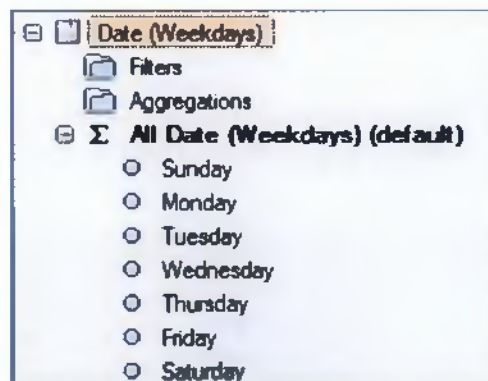 Date (Weekdays)
Filters
Aggregations
Σ All Date (Weekdays) (default)
Sunday
Monday
Tuesday
Wednesday
Thursday
Friday
Saturday